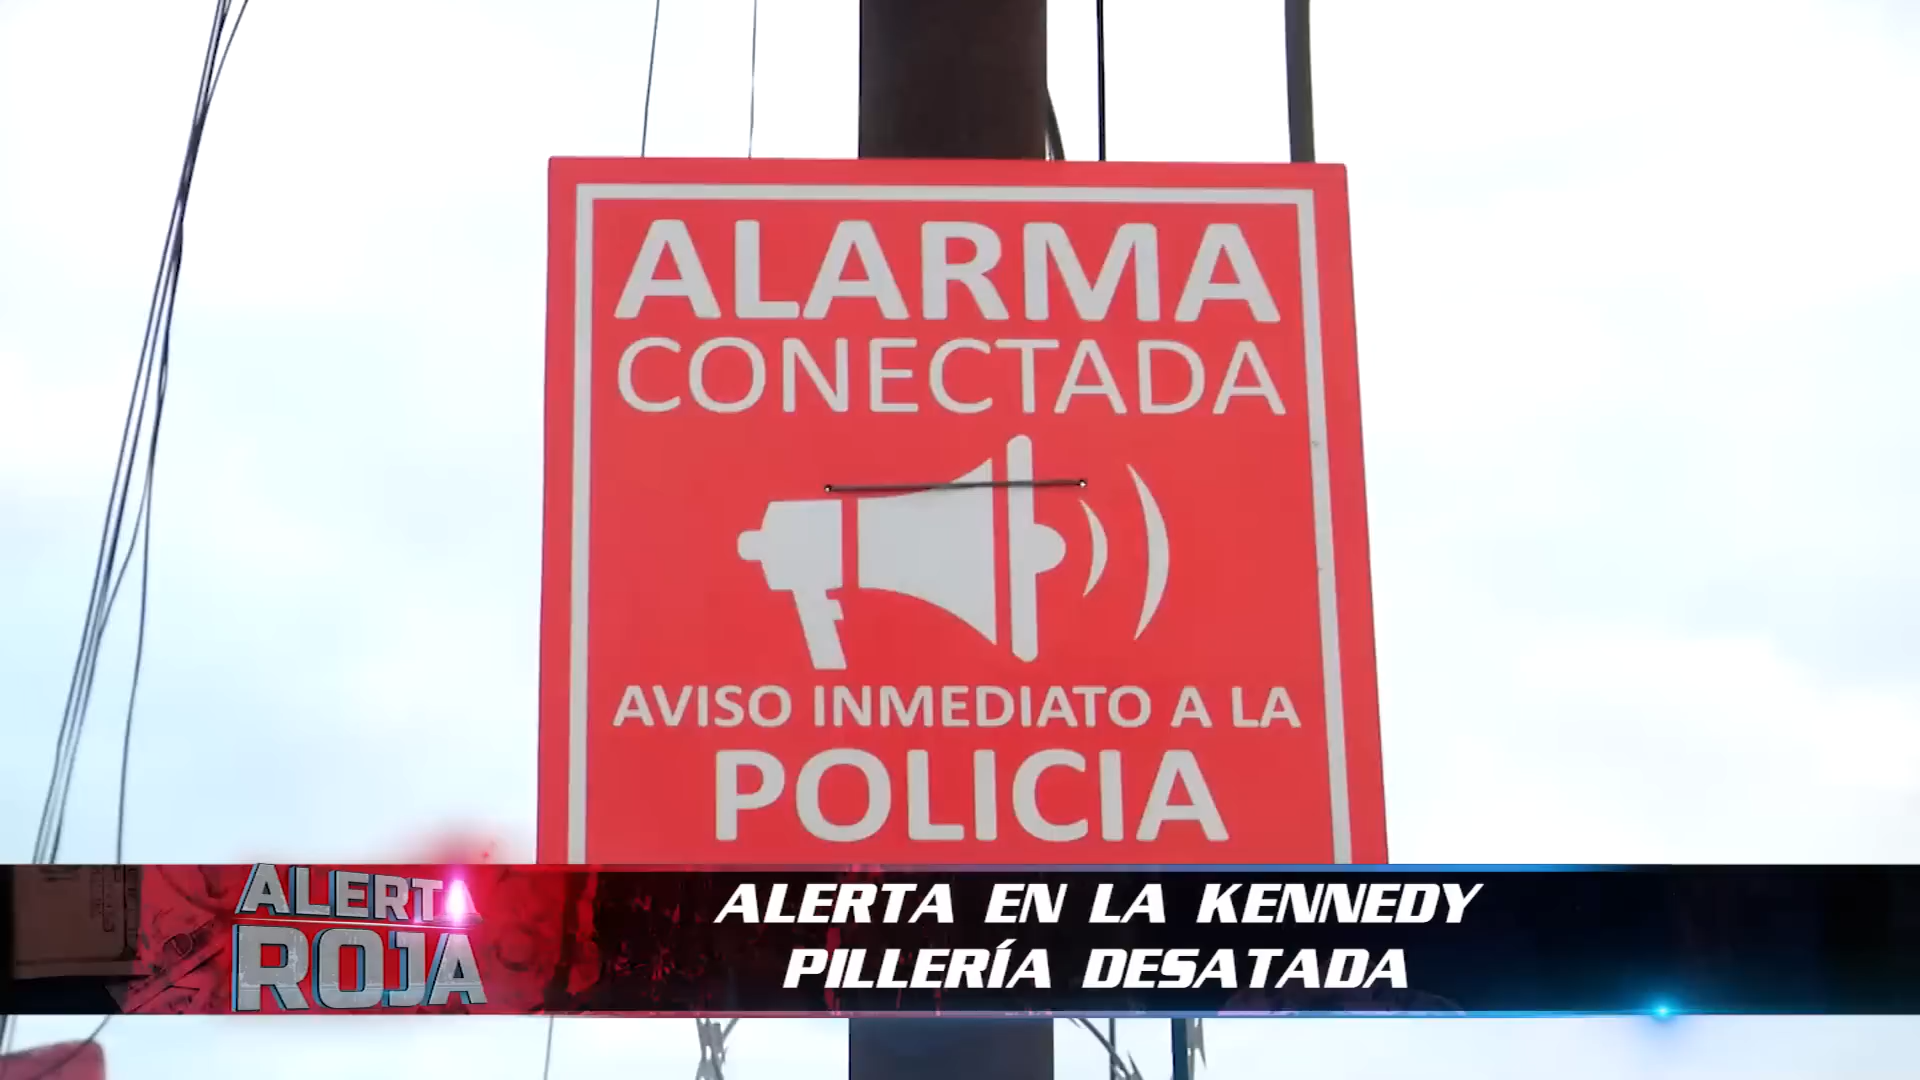 ALARMA
CONECTADA
AVISO INMEDIATO A LA
POLICIA
ALERTA
ROJA
ALERTA EN LA KENNEDY
PILLERÍA DESATADA